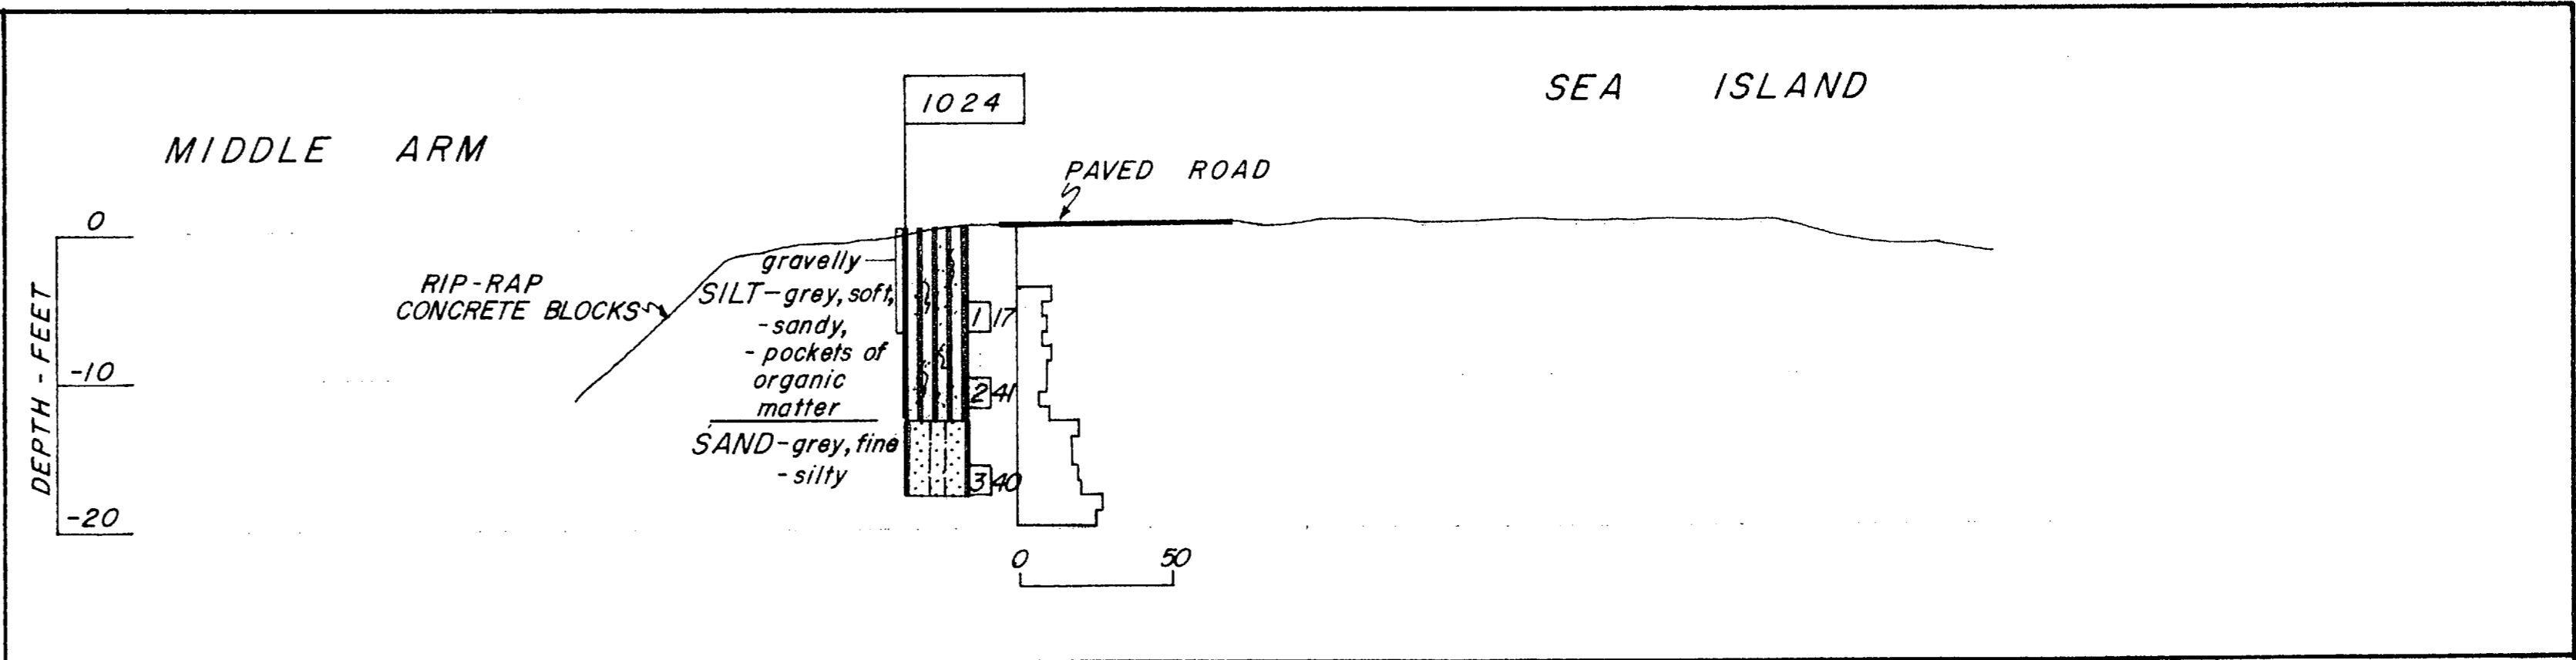 SEA ISLAND
1024
MIDDLE ARM
PAVED ROAD
0
gravelly
RIP-RAP
CONCRETE BLOCKS
SILT-grey, soft,
-sandy,
- pockets of
organic
matter
1 17
DEPTH - FEET
-10
2 41
SAND-grey, fine
- silty
3 40
-20
0 50